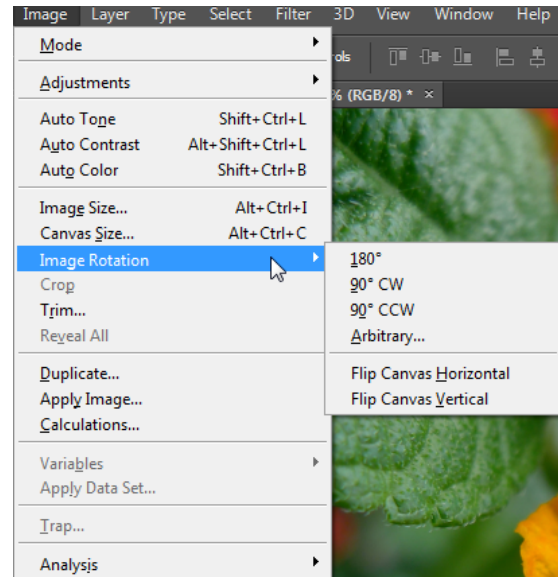 Image Layer Type Select Filter 3D View Window Help
Mode
ols
Adjustments
% (RGB/8) * ×
Auto Tone Shift+Ctrl+L
Auto Contrast Alt+Shift+Ctrl+L
Auto Color Shift+Ctrl+B
Image Size... Alt+Ctrl+I
Canvas Size... Alt+Ctrl+C
Image Rotation
Crop
Trim...
Reveal All
180°
90° CW
90° CCW
Arbitrary...
Flip Canvas Horizontal
Flip Canvas Vertical
Duplicate...
Apply Image...
Calculations...
Variables
Apply Data Set...
Trap...
Analysis